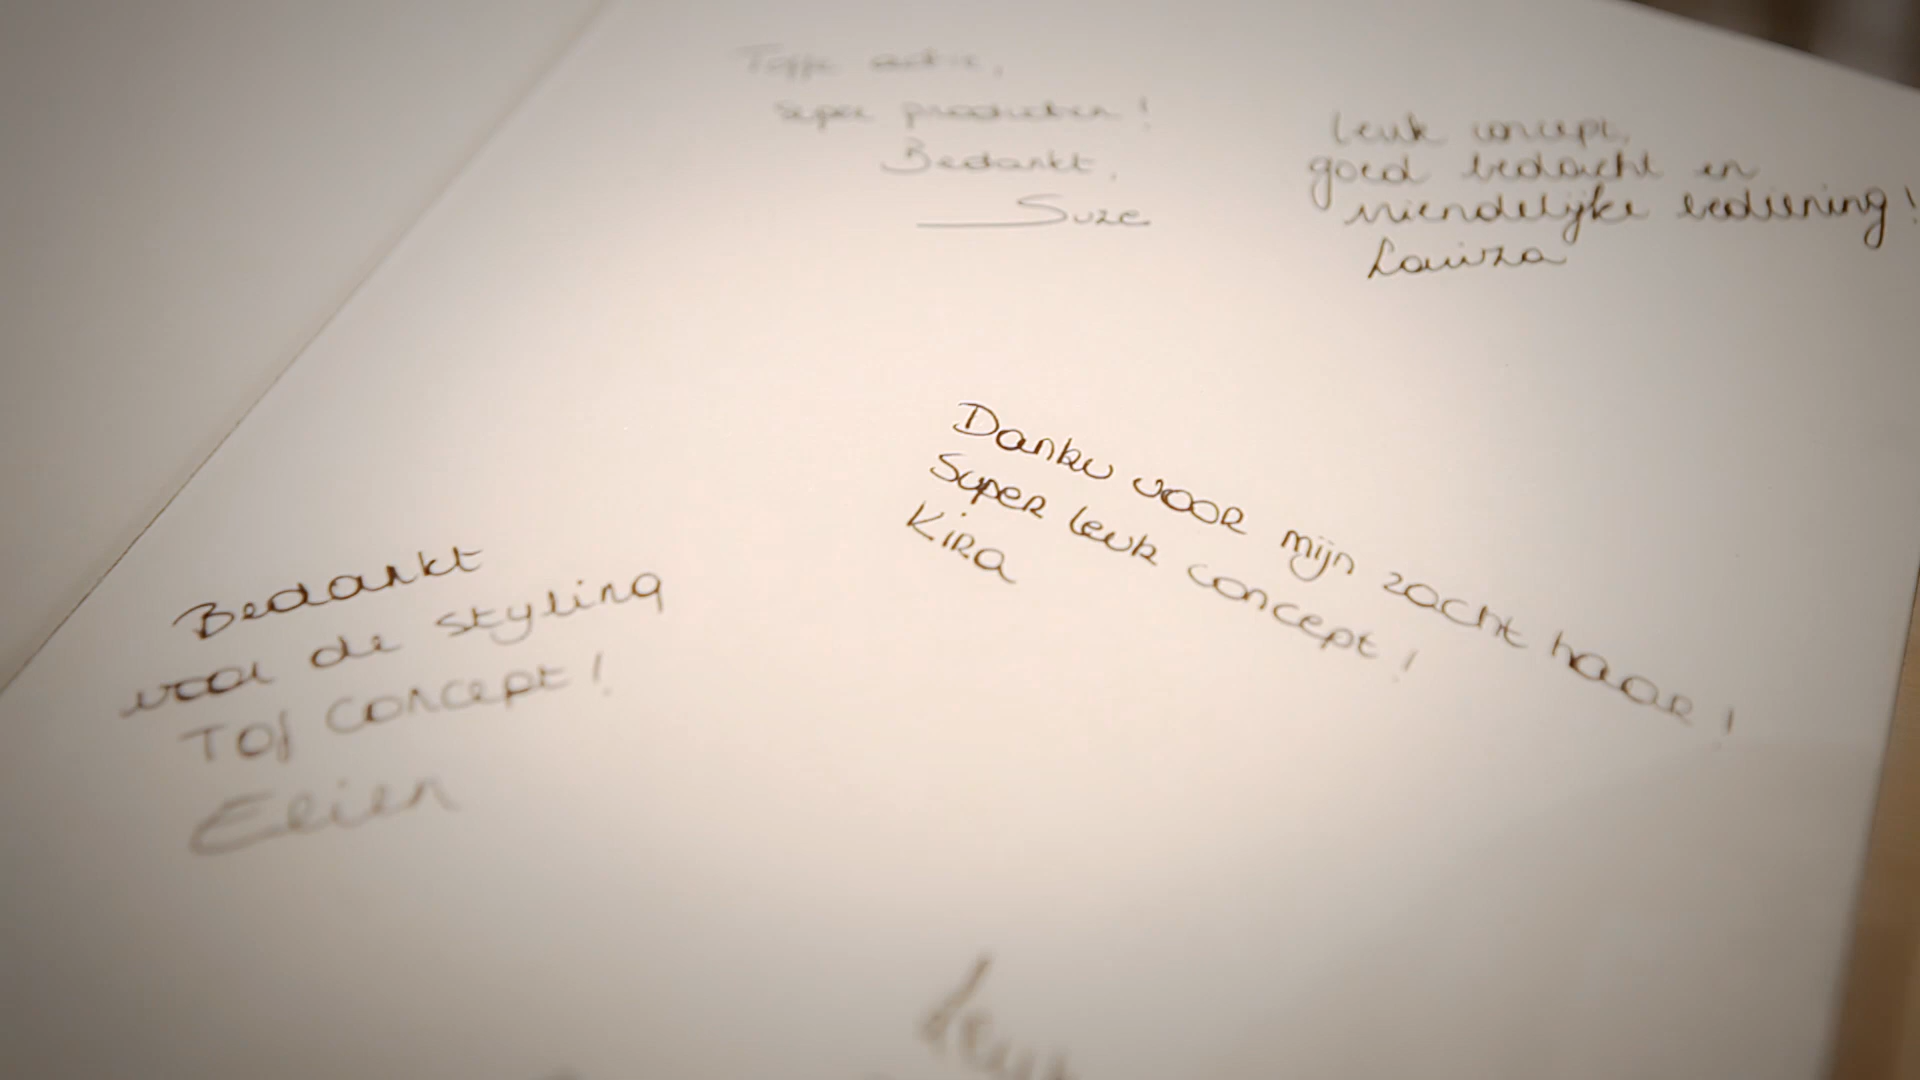 Toffe actie,
Super producten!
Bedankt,
Suze
leuk concept,
goed bedacht en
vriendelijke bediening!
Louiza
Danku voor mijn zacht haar!
Super leuk concept!
Kira
Bedankt
voor de styling
Tof concept!
Elien